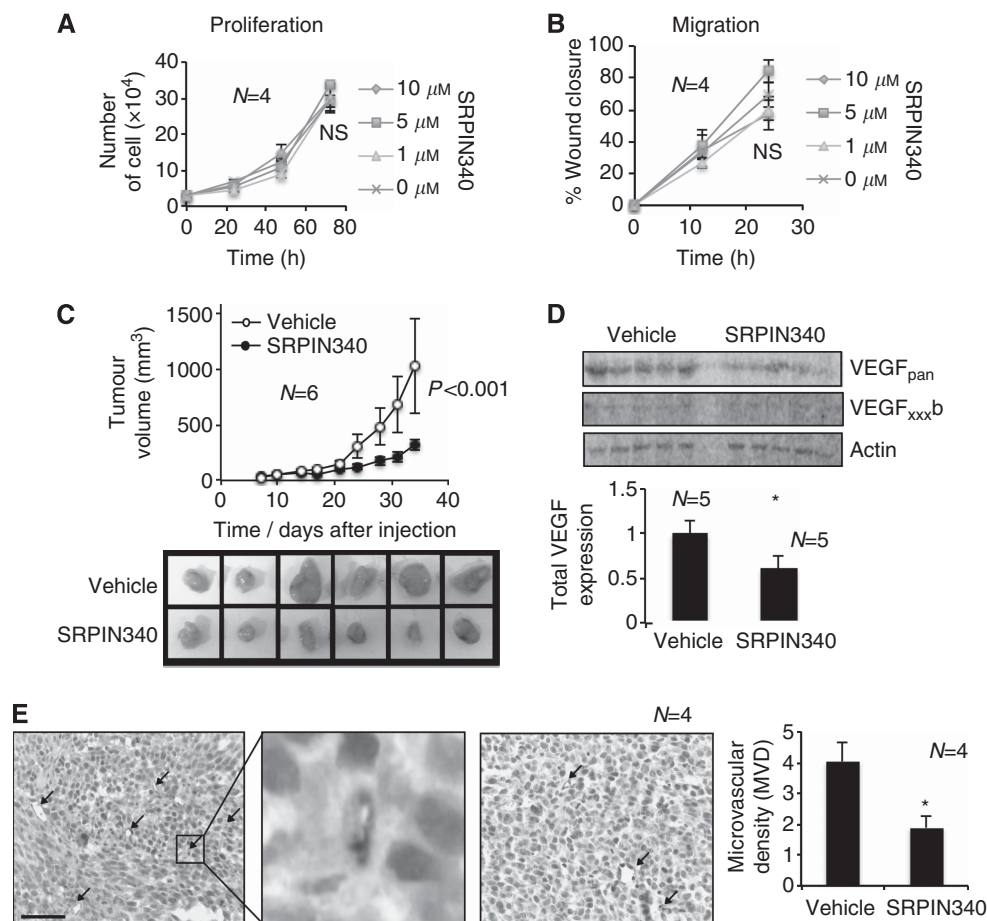 A
Proliferation
Number
of cell (×10⁴)
40
30
20
10
0
0 20 40 60 80
Time (h)
N=4
NS
10 μM
5 μM
1 μM
0 μM
SRPIN340
B
Migration
% Wound closure
100
80
60
40
20
0
0 10 20 30
Time (h)
N=4
NS
10 μM
5 μM
1 μM
0 μM
SRPIN340
C
Tumour
volume (mm³)
1500
1000
500
0
0 10 20 30 40
Time / days after injection
Vehicle
SRPIN340
N=6
P<0.001
Vehicle
SRPIN340
D
Vehicle SRPIN340
VEGFpan
VEGFxxxb
Actin
Total VEGF
expression
1.5
1
0.5
0
N=5
*
N=5
Vehicle SRPIN340
E
N=4
Microvascular
density (MVD)
5
4
3
2
1
0
N=4
*
Vehicle SRPIN340